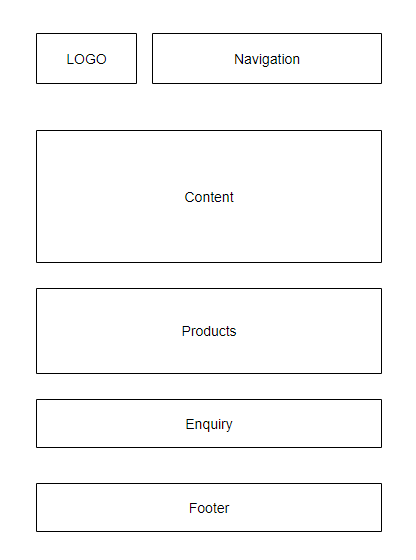 LOGO
Navigation
Content
Products
Enquiry
Footer